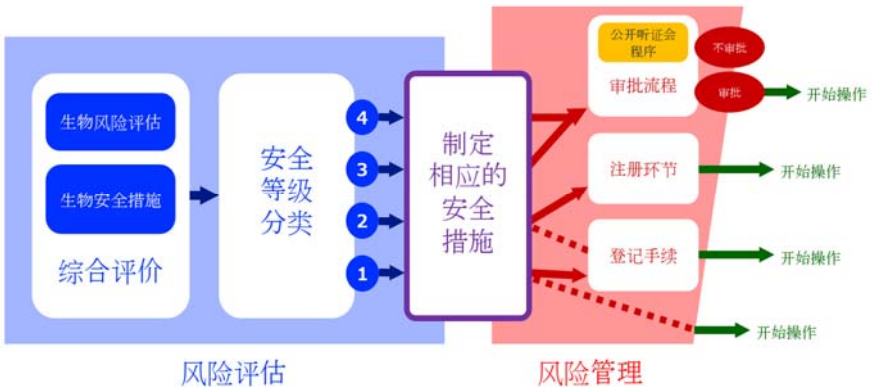 生物风险评估
生物安全措施
综合评价
安全
等级
分类
4
3
2
1
制定
相应的
安全
措施
公开听证会
程序
审批流程
不审批
审批
开始操作
注册环节
开始操作
登记手续
开始操作
开始操作
风险评估
风险管理